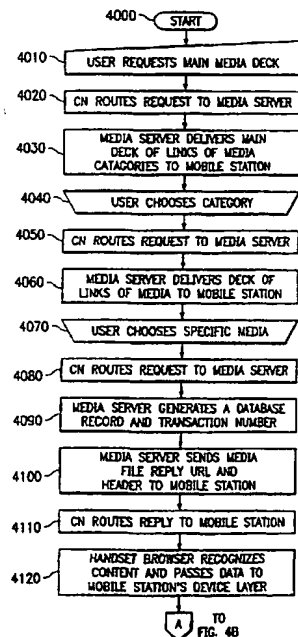 4000
START
4010
USER REQUESTS MAIN MEDIA DECK
4020
CN ROUTES REQUEST TO MEDIA SERVER
4030
MEDIA SERVER DELIVERS MAIN
DECK OF LINKS OF MEDIA
CATAGORIES TO MOBILE STATION
4040
USER CHOOSES CATEGORY
4050
CN ROUTES REQUEST TO MEDIA SERVER
4060
MEDIA SERVER DELIVERS DECK OF
LINKS OF MEDIA TO MOBILE STATION
4070
USER CHOOSES SPECIFIC MEDIA
4080
CN ROUTES REQUEST TO MEDIA SERVER
4090
MEDIA SERVER GENERATES A DATABASE
RECORD AND TRANSACTION NUMBER
4100
MEDIA SERVER SENDS MEDIA
FILE REPLY URL AND
HEADER TO MOBILE STATION
4110
CN ROUTES REPLY TO MOBILE STATION
4120
HANDSET BROWSER RECOGNIZES
CONTENT AND PASSES DATA TO
MOBILE STATION'S DEVICE LAYER
A
TO
FIG. 4B